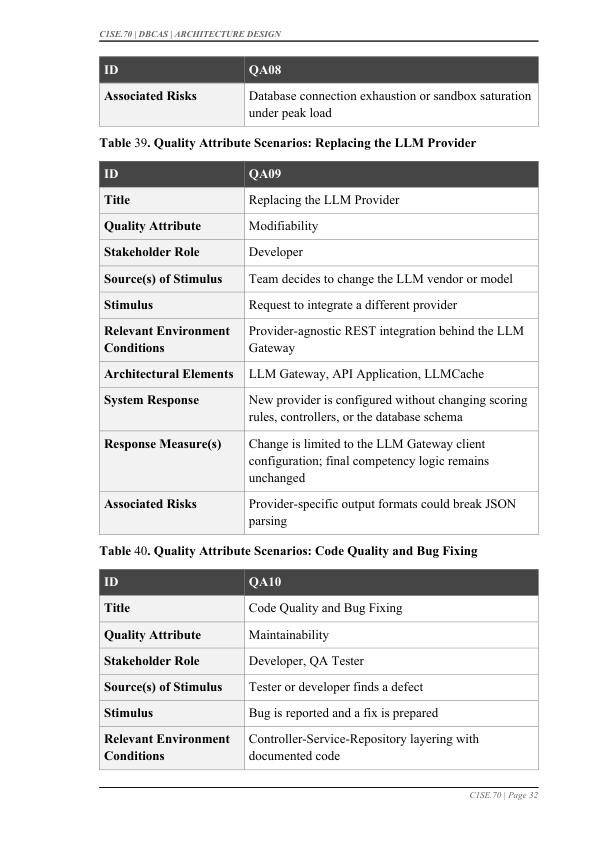 C1SE.70 | DBCAS | ARCHITECTURE DESIGN
ID QA08
Associated Risks Database connection exhaustion or sandbox saturation
under peak load
Table 39. Quality Attribute Scenarios: Replacing the LLM Provider
ID QA09
Title Replacing the LLM Provider
Quality Attribute Modifiability
Stakeholder Role Developer
Source(s) of Stimulus Team decides to change the LLM vendor or model
Stimulus Request to integrate a different provider
Relevant Environment Provider-agnostic REST integration behind the LLM
Conditions Gateway
Architectural Elements LLM Gateway, API Application, LLMCache
System Response New provider is configured without changing scoring
rules, controllers, or the database schema
Response Measure(s) Change is limited to the LLM Gateway client
configuration; final competency logic remains
unchanged
Associated Risks Provider-specific output formats could break JSON
parsing
Table 40. Quality Attribute Scenarios: Code Quality and Bug Fixing
ID QA10
Title Code Quality and Bug Fixing
Quality Attribute Maintainability
Stakeholder Role Developer, QA Tester
Source(s) of Stimulus Tester or developer finds a defect
Stimulus Bug is reported and a fix is prepared
Relevant Environment Controller-Service-Repository layering with
Conditions documented code
C1SE.70 | Page 32